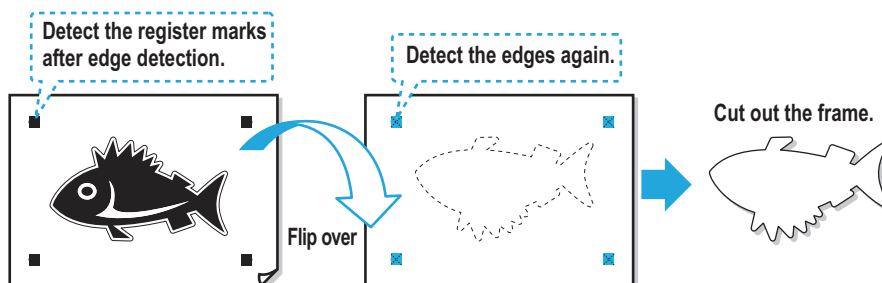 Detect the register marks
after edge detection.
Detect the edges again.
Cut out the frame.
Flip over